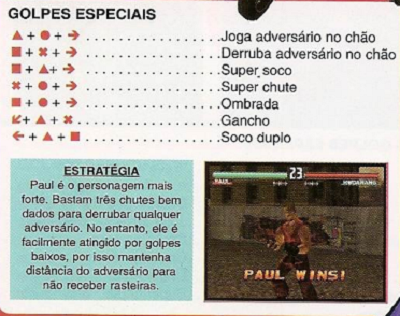 GOLPES ESPECIAIS
▲ + ● + → ..................Joga adversário no chão
■ + ✖ + → ..................Derruba adversário no chão
■ + ▲ + → ..................Super soco
✖ + ● + → ..................Super chute
■ + ● + → ..................Ombrada
↙ + ▲ + ✖ ..................Gancho
← + ▲ + ■ ..................Soco duplo
ESTRATÉGIA
Paul é o personagem mais
forte. Bastam três chutes bem
dados para derrubar qualquer
adversário. No entanto, ele é
facilmente atingido por golpes
baixos, por isso mantenha
distância do adversário para
não receber rasteiras.
23
PAUL
HWOARANG
PAUL WINS!